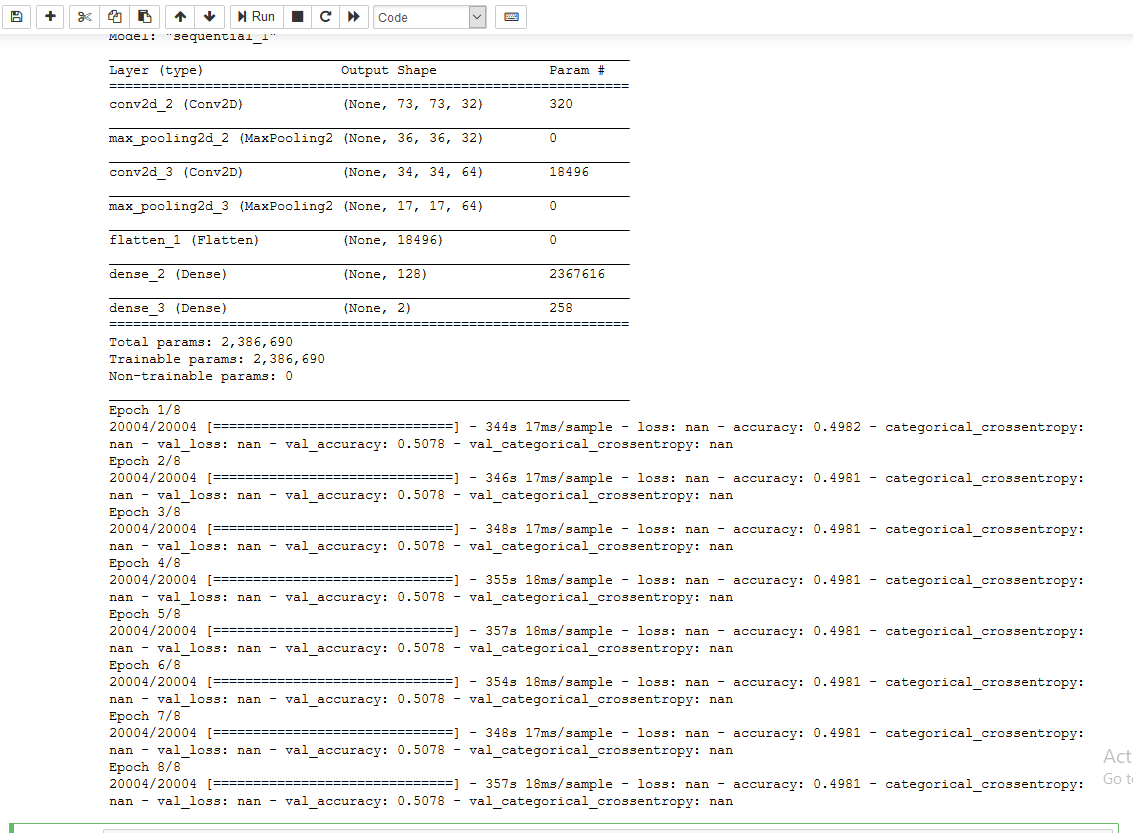 Run
Code
Model: "sequential_1"
Layer (type) Output Shape Param #
=================================================================
conv2d_2 (Conv2D) (None, 73, 73, 32) 320
max_pooling2d_2 (MaxPooling2 (None, 36, 36, 32) 0
conv2d_3 (Conv2D) (None, 34, 34, 64) 18496
max_pooling2d_3 (MaxPooling2 (None, 17, 17, 64) 0
flatten_1 (Flatten) (None, 18496) 0
dense_2 (Dense) (None, 128) 2367616
dense_3 (Dense) (None, 2) 258
=================================================================
Total params: 2,386,690
Trainable params: 2,386,690
Non-trainable params: 0
Epoch 1/8
20004/20004 [==============================] - 344s 17ms/sample - loss: nan - accuracy: 0.4982 - categorical_crossentropy:
nan - val_loss: nan - val_accuracy: 0.5078 - val_categorical_crossentropy: nan
Epoch 2/8
20004/20004 [==============================] - 346s 17ms/sample - loss: nan - accuracy: 0.4981 - categorical_crossentropy:
nan - val_loss: nan - val_accuracy: 0.5078 - val_categorical_crossentropy: nan
Epoch 3/8
20004/20004 [==============================] - 348s 17ms/sample - loss: nan - accuracy: 0.4981 - categorical_crossentropy:
nan - val_loss: nan - val_accuracy: 0.5078 - val_categorical_crossentropy: nan
Epoch 4/8
20004/20004 [==============================] - 355s 18ms/sample - loss: nan - accuracy: 0.4981 - categorical_crossentropy:
nan - val_loss: nan - val_accuracy: 0.5078 - val_categorical_crossentropy: nan
Epoch 5/8
20004/20004 [==============================] - 357s 18ms/sample - loss: nan - accuracy: 0.4981 - categorical_crossentropy:
nan - val_loss: nan - val_accuracy: 0.5078 - val_categorical_crossentropy: nan
Epoch 6/8
20004/20004 [==============================] - 354s 18ms/sample - loss: nan - accuracy: 0.4981 - categorical_crossentropy:
nan - val_loss: nan - val_accuracy: 0.5078 - val_categorical_crossentropy: nan
Epoch 7/8
20004/20004 [==============================] - 348s 17ms/sample - loss: nan - accuracy: 0.4981 - categorical_crossentropy:
nan - val_loss: nan - val_accuracy: 0.5078 - val_categorical_crossentropy: nan
Epoch 8/8
20004/20004 [==============================] - 357s 18ms/sample - loss: nan - accuracy: 0.4981 - categorical_crossentropy:
nan - val_loss: nan - val_accuracy: 0.5078 - val_categorical_crossentropy: nan
Act
Go